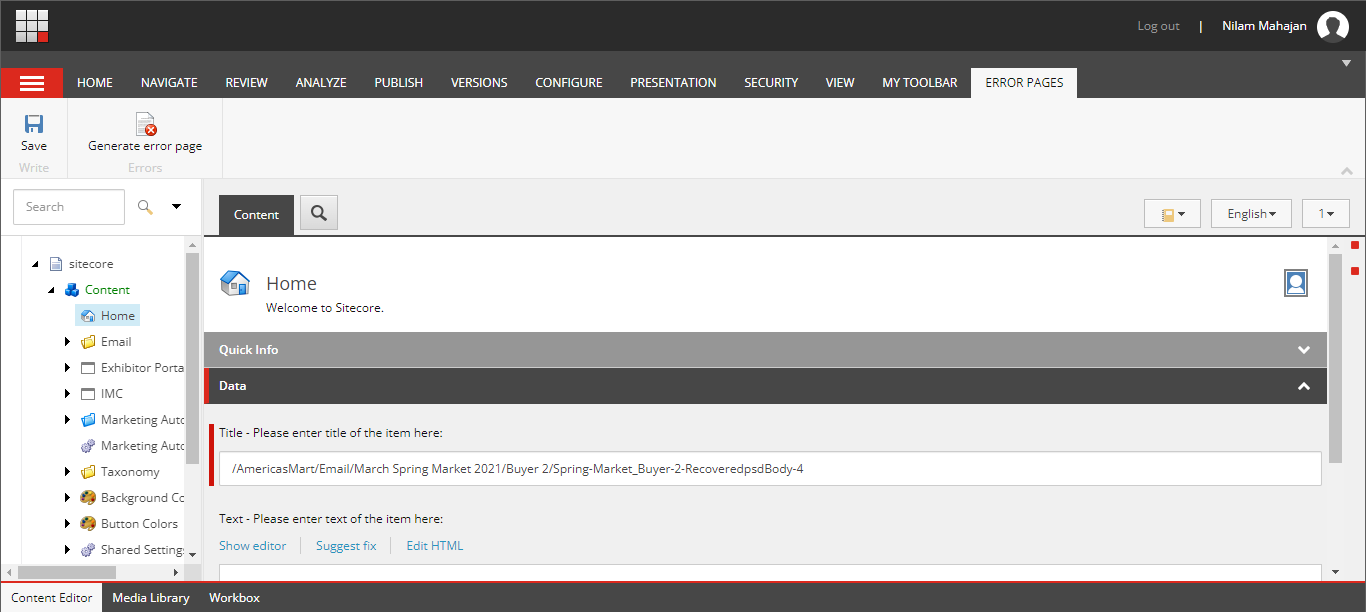 Log out | Nilam Mahajan
HOME NAVIGATE REVIEW ANALYZE PUBLISH VERSIONS CONFIGURE PRESENTATION SECURITY VIEW MY TOOLBAR ERROR PAGES
Save
Write
Generate error page
Errors
Search
sitecore
Content
Home
Email
Exhibitor Porta
IMC
Marketing Auto
Marketing Auto
Taxonomy
Background Co
Button Colors
Shared Settings
Content
English
1
Home
Welcome to Sitecore.
Quick Info
Data
Title - Please enter title of the item here:
/AmericasMart/Email/March Spring Market 2021/Buyer 2/Spring-Market_Buyer-2-RecoveredpsdBody-4
Text - Please enter text of the item here:
Show editor Suggest fix Edit HTML
Content Editor Media Library Workbox